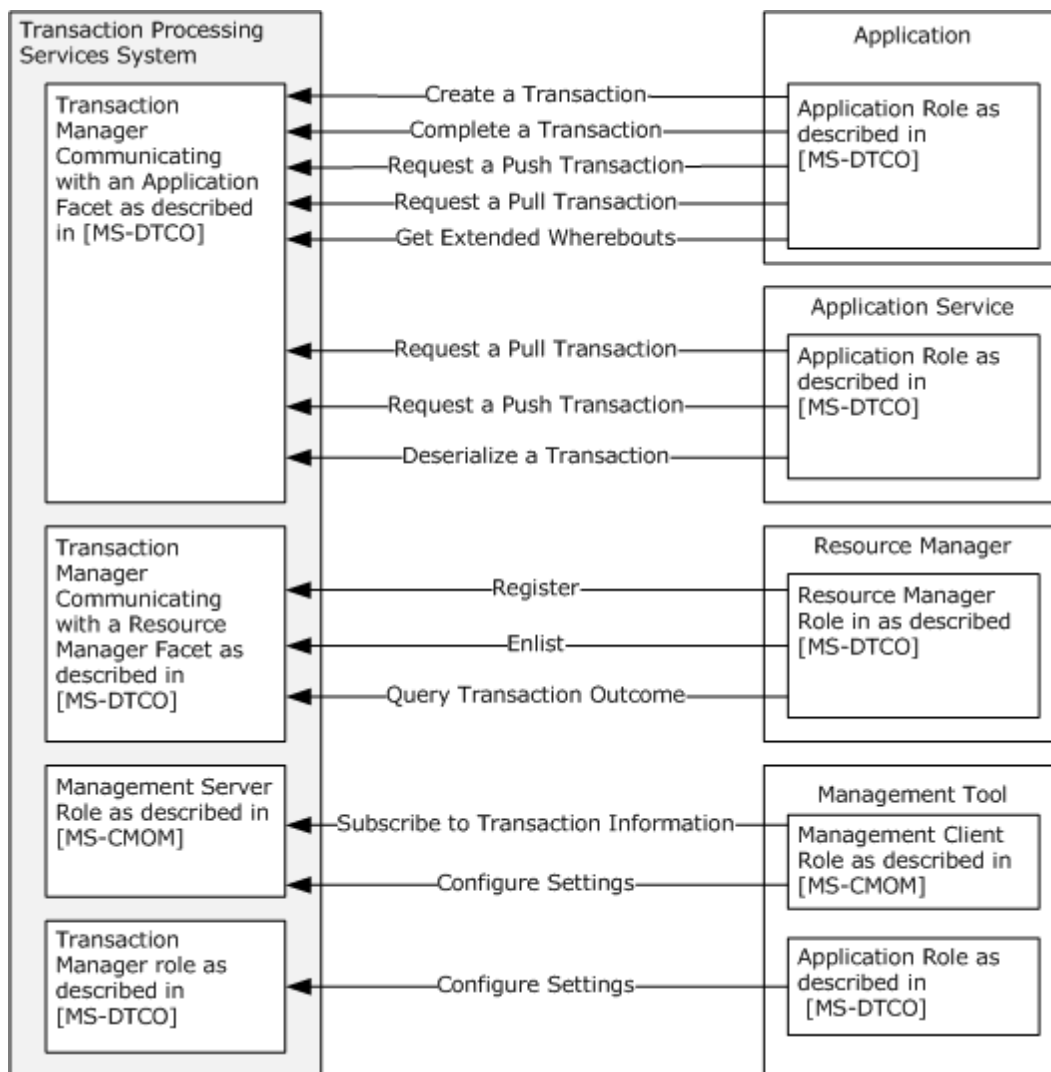 Transaction Processing
Services System
Transaction
Manager
Communicating
with an Application
Facet as described
in [MS-DTCO]
Create a Transaction
Complete a Transaction
Request a Push Transaction
Request a Pull Transaction
Get Extended Wherebouts
Application
Application Role as
described in
[MS-DTCO]
Request a Pull Transaction
Request a Push Transaction
Deserialize a Transaction
Application Service
Application Role as
described in
[MS-DTCO]
Transaction
Manager
Communicating
with a Resource
Manager Facet as
described in
[MS-DTCO]
Register
Enlist
Query Transaction Outcome
Resource Manager
Resource Manager
Role in as described
[MS-DTCO]
Management Server
Role as described in
[MS-CMOM]
Subscribe to Transaction Information
Configure Settings
Management Tool
Management Client
Role as described in
[MS-CMOM]
Transaction
Manager role as
described in
[MS-DTCO]
Configure Settings
Application Role as
described in
[MS-DTCO]